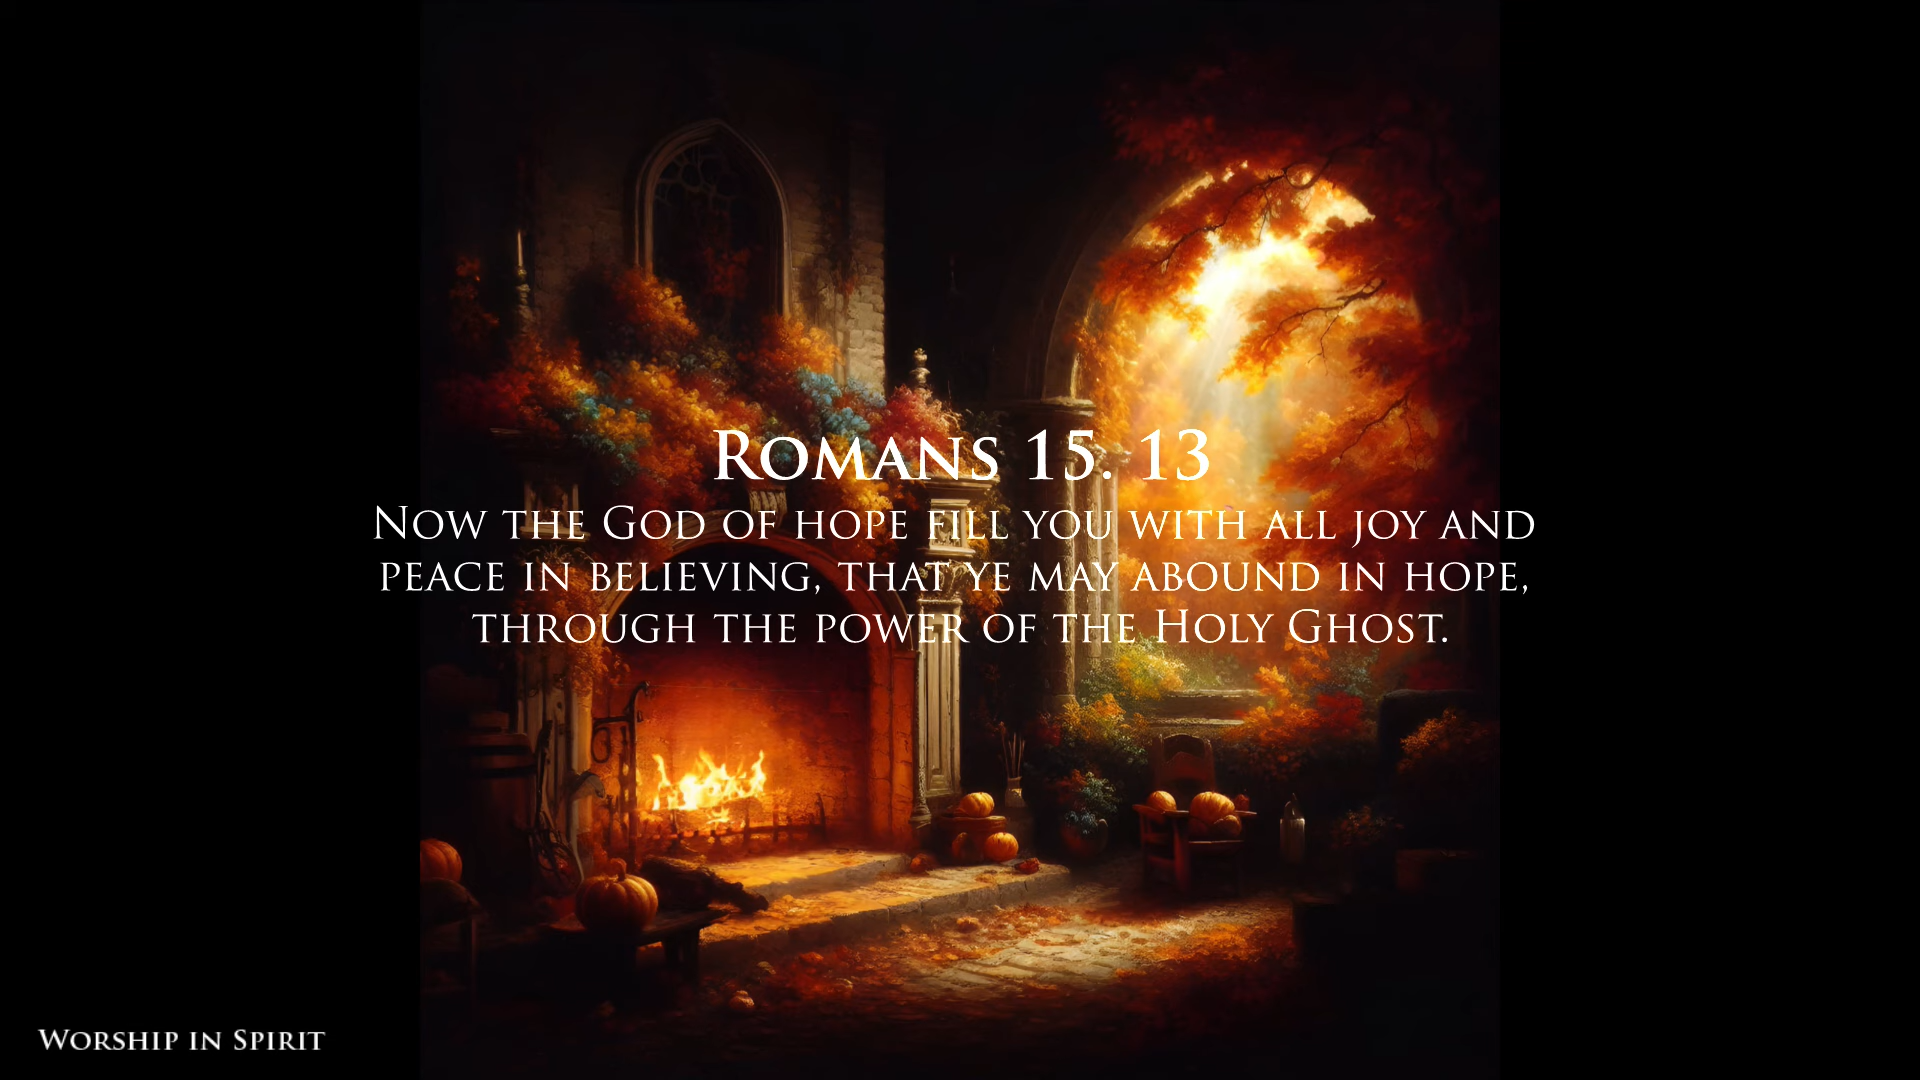 Romans 15. 13
Now the God of hope fill you with all joy and
peace in believing, that ye may abound in hope,
through the power of the Holy Ghost.
Worship in Spirit